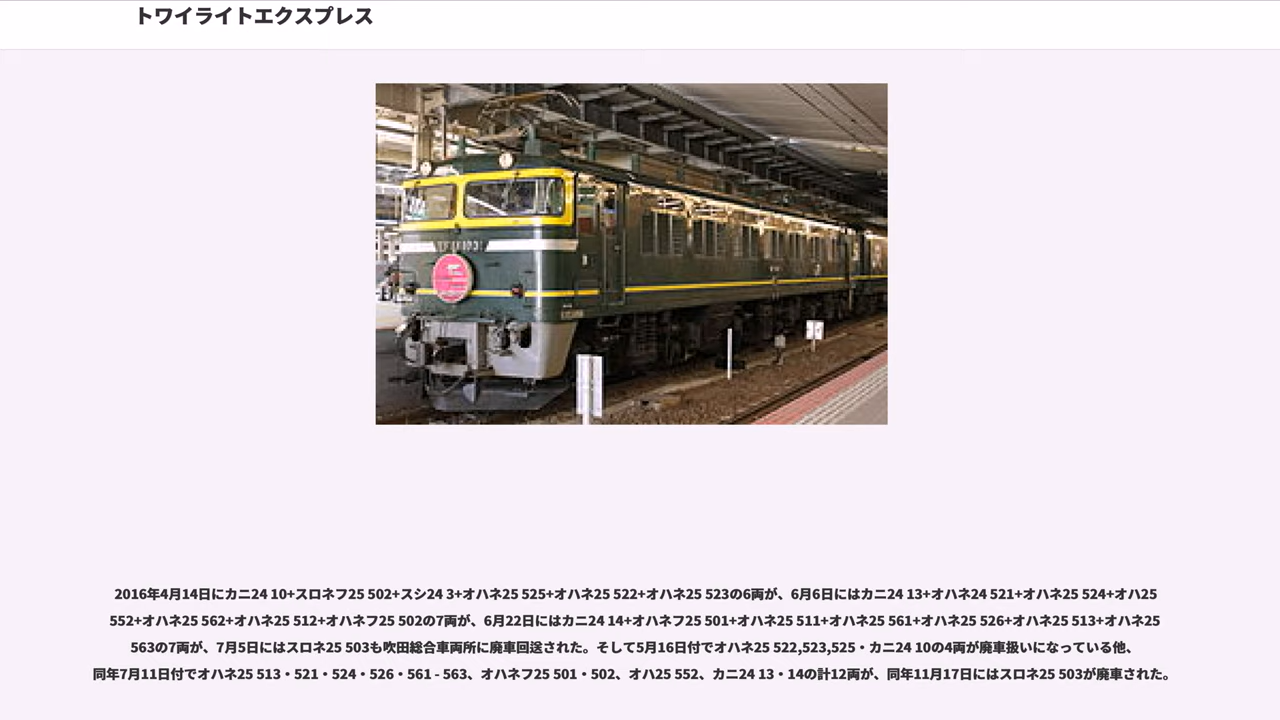 トワイライトエクスプレス
2016年4月14日にカニ24 10+スロネフ25 502+スシ24 3+オハネ25 525+オハネ25 522+オハネ25 523の6両が、6月6日にはカニ24 13+オハネ24 521+オハネ25 524+オハ25
552+オハネ25 562+オハネ25 512+オハネフ25 502の7両が、6月22日にはカニ24 14+オハネフ25 501+オハネ25 511+オハネ25 561+オハネ25 526+オハネ25 513+オハネ25
563の7両が、7月5日にはスロネ25 503も吹田総合車両所に廃車回送された。そして5月16日付でオハネ25 522,523,525・カニ24 10の4両が廃車扱いになっている他、
同年7月11日付でオハネ25 513・521・524・526・561 - 563、オハネフ25 501・502、オハ25 552、カニ24 13・14の計12両が、同年11月17日にはスロネ25 503が廃車された。